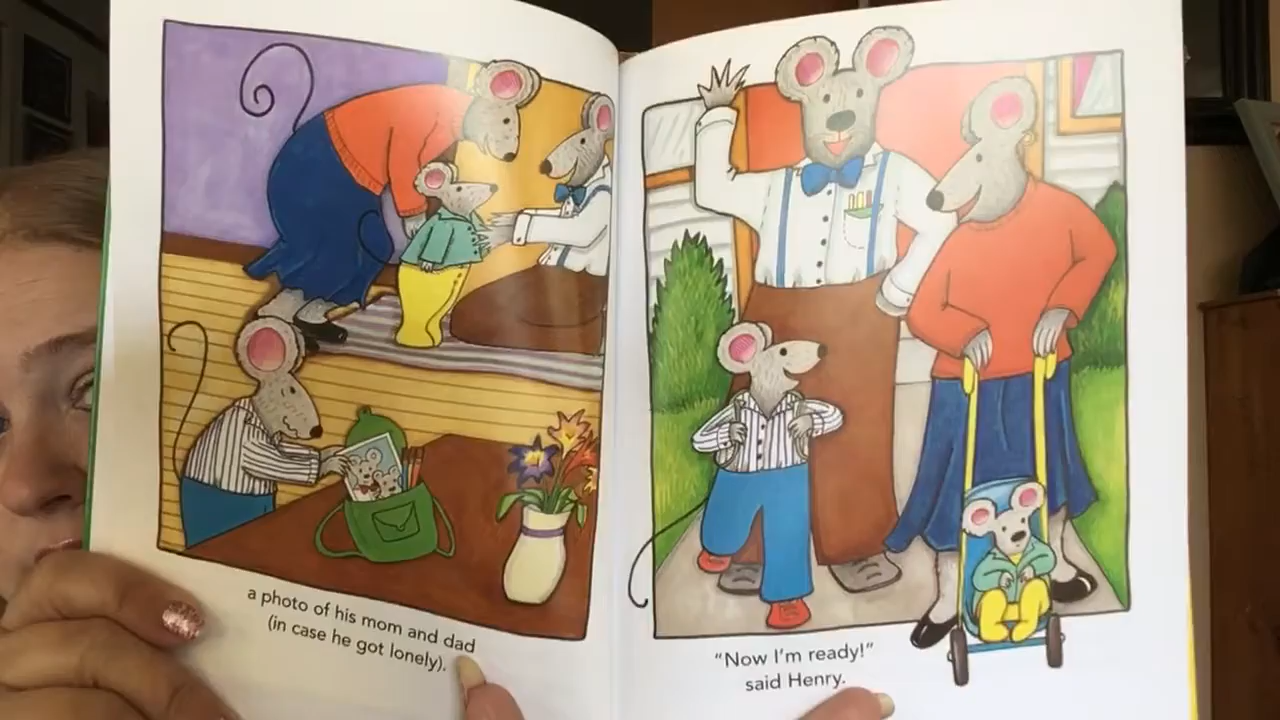 a photo of his mom and dad
(in case he got lonely).
"Now I'm ready!"
said Henry.